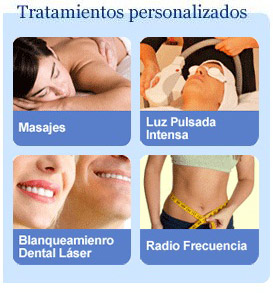 Tratamientos personalizados
Masajes
Luz Pulsada
Intensa
Blanqueamienro
Dental Láser
Radio Frecuencia